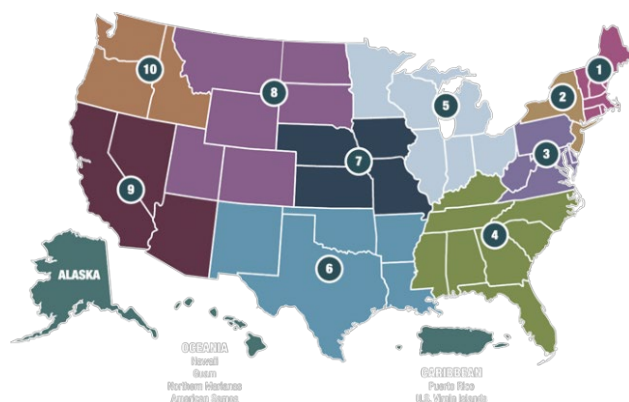 1
2
10
8
5
3
7
9
4
6
ALASKA
OCEANIA
Hawaii
Guam
Northern Marianas
American Samoa
CARIBBEAN
Puerto Rico
U.S. Virgin Islands